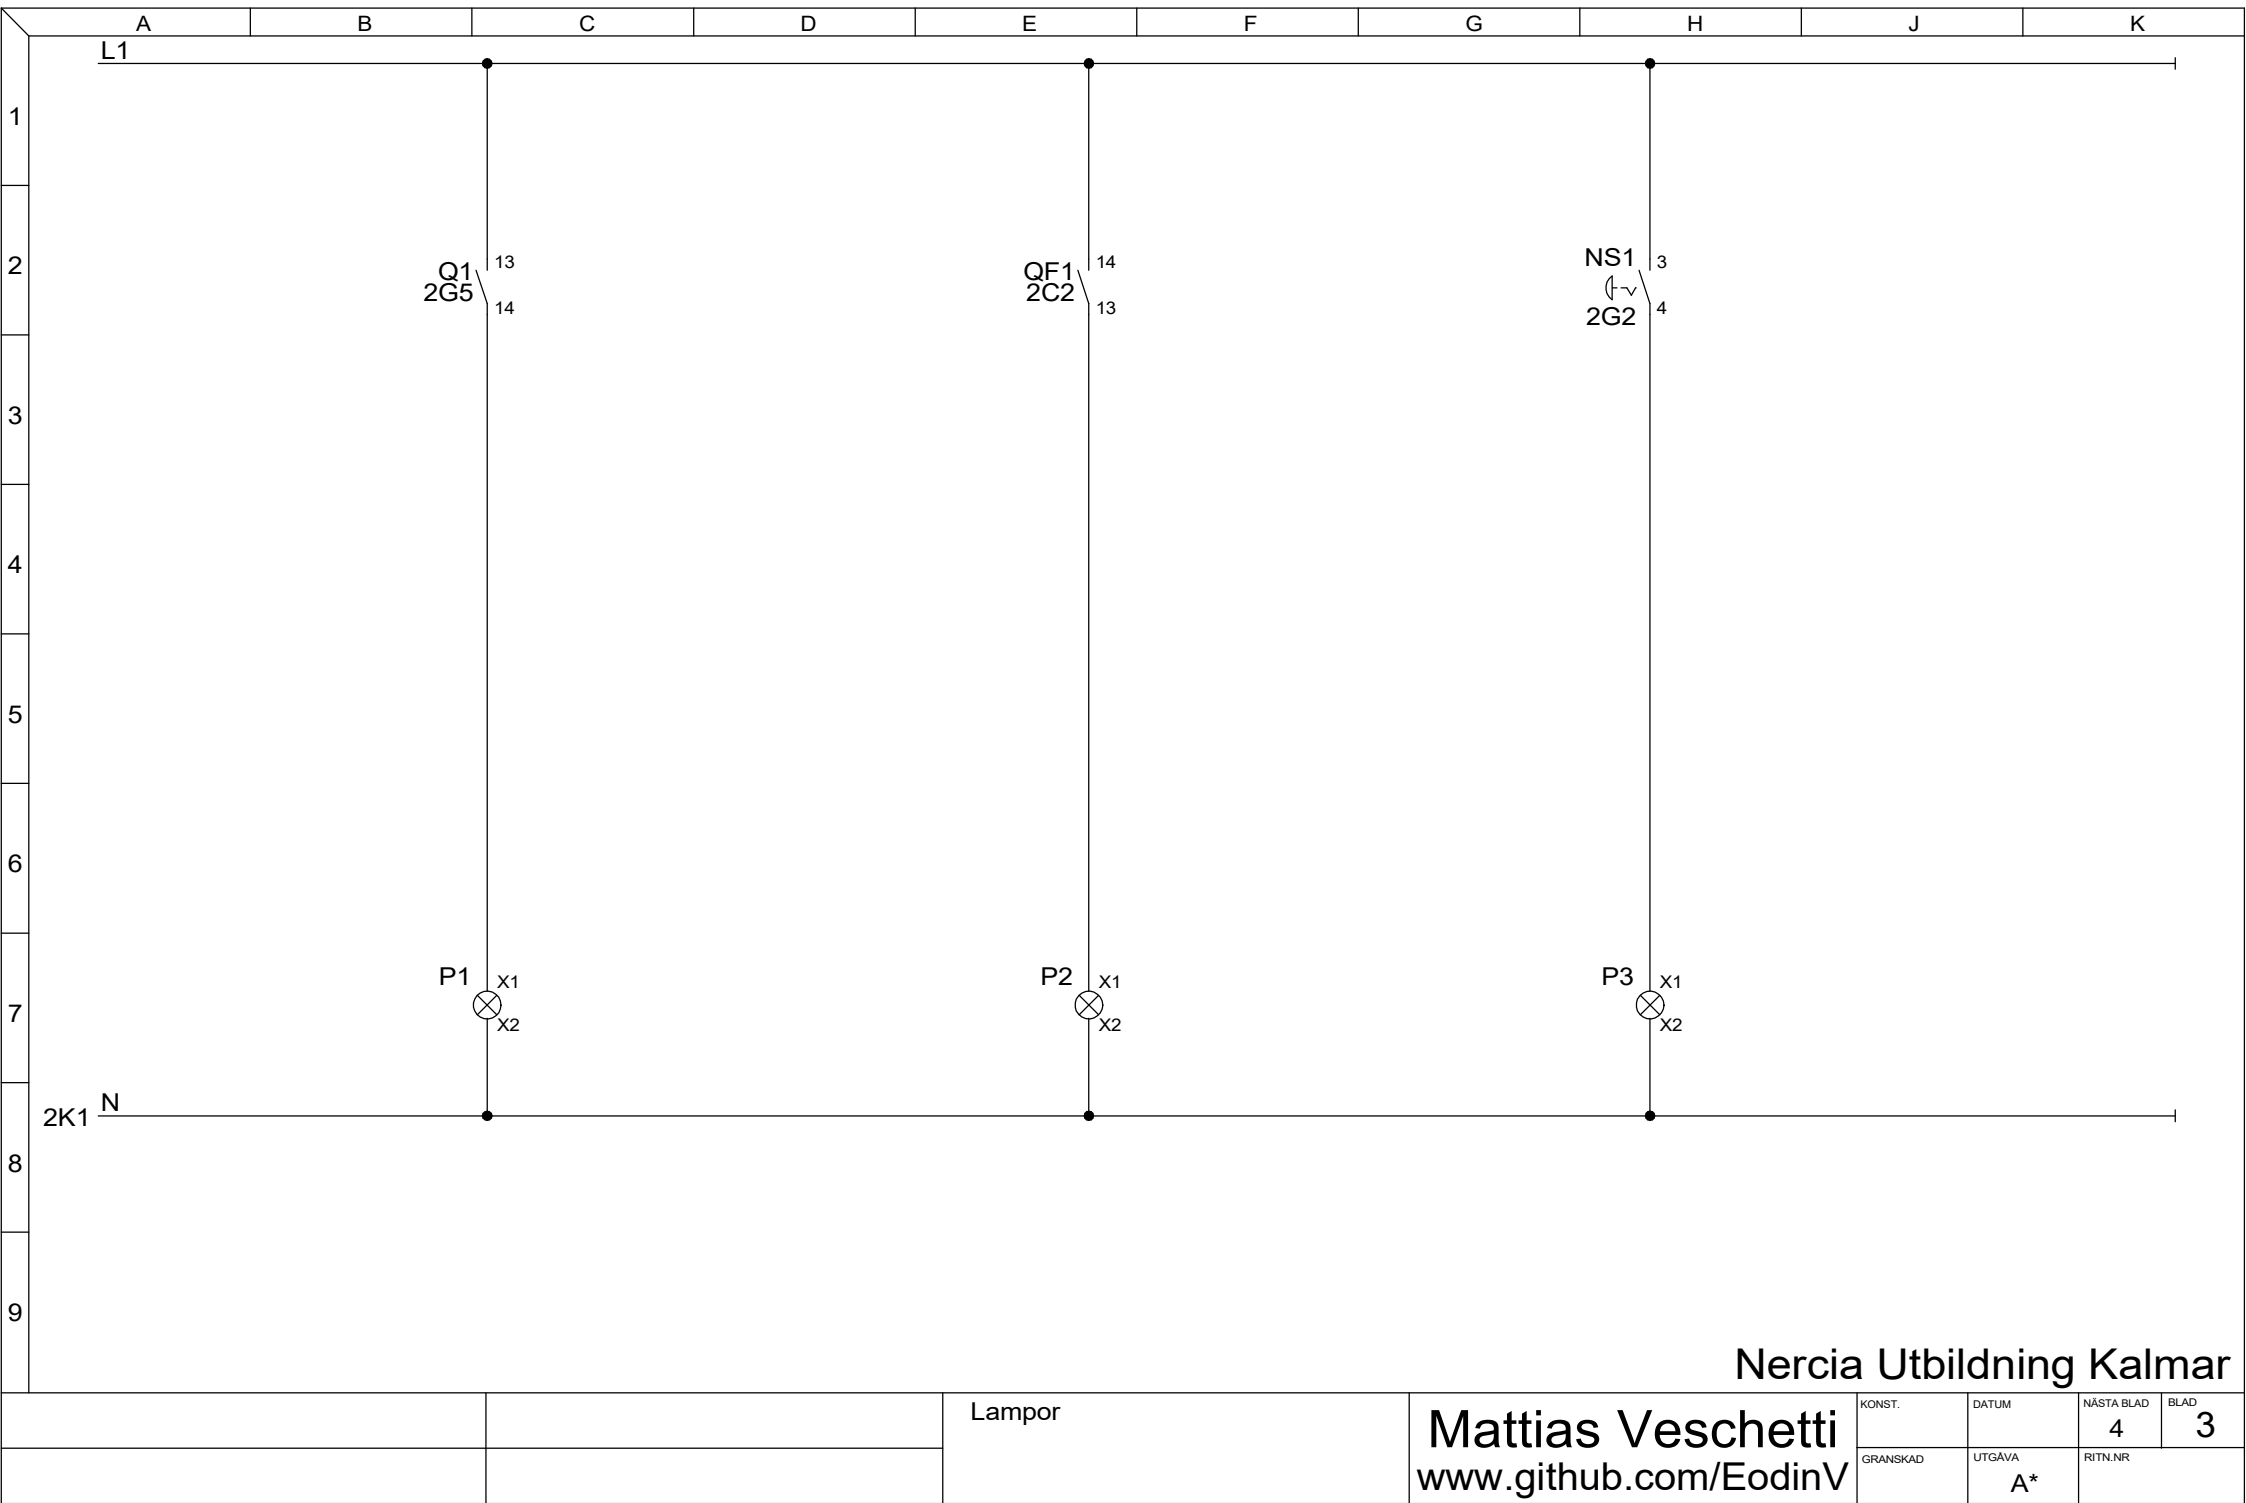 A B C D E F G H J K
L1
1
2
3
4
5
6
7
8
9
Q1 13
2G5 14
QF1 14
2C2 13
NS1 3
2G2 4
P1 X1
X2
P2 X1
X2
P3 X1
X2
2K1 N
Nercia Utbildning Kalmar
Lampor
Mattias Veschetti
www.github.com/EodinV
KONST.
DATUM
NÄSTA BLAD
4
BLAD
3
GRANSKAD
UTGÅVA
A*
RITN.NR